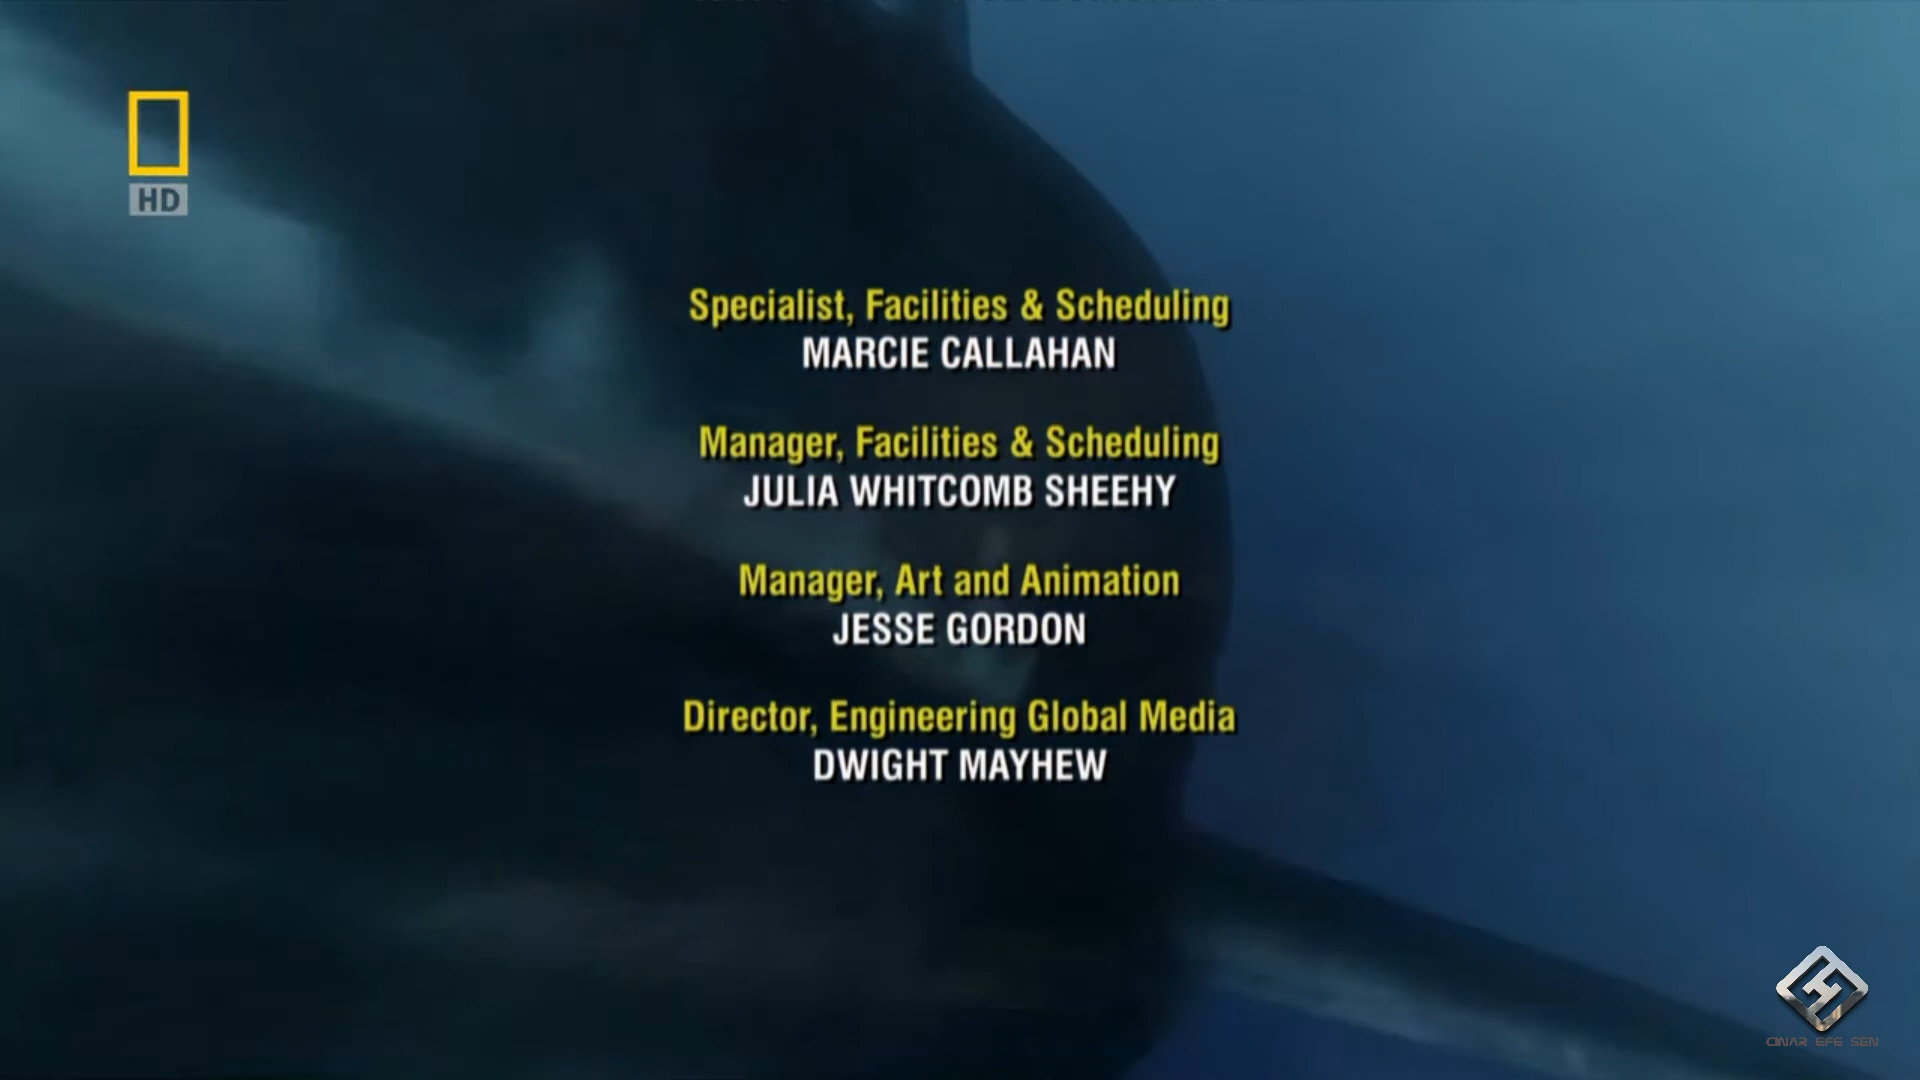 HD
Specialist, Facilities & Scheduling
MARCIE CALLAHAN
Manager, Facilities & Scheduling
JULIA WHITCOMB SHEEHY
Manager, Art and Animation
JESSE GORDON
Director, Engineering Global Media
DWIGHT MAYHEW
CINAR EFE SEN